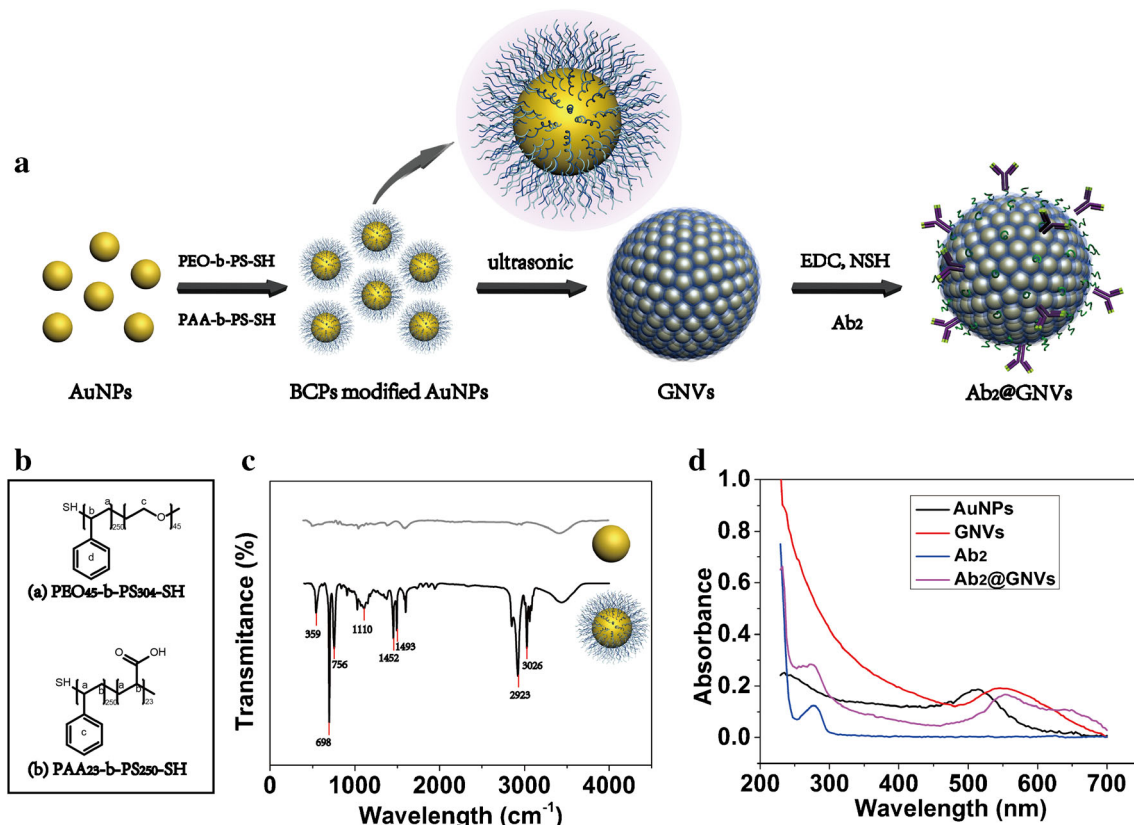 a
PEO-b-PS-SH
PAA-b-PS-SH
ultrasonic
EDC, NSH
Ab2
AuNPs
BCPs modified AuNPs
GNVs
Ab2@GNVs
b
SH
b
a
c
O
250
45
d
(a) PEO45-b-PS304-SH
O
OH
SH
a
b
a
b
250
23
c
(b) PAA23-b-PS250-SH
c
Transmitance (%)
359
698
756
1110
1452
1493
2923
3026
0 1000 2000 3000 4000
Wavelength (cm-1)
d
Absorbance
1.0
0.8
0.6
0.4
0.2
0.0
AuNPs
GNVs
Ab2
Ab2@GNVs
200 300 400 500 600 700
Wavelength (nm)